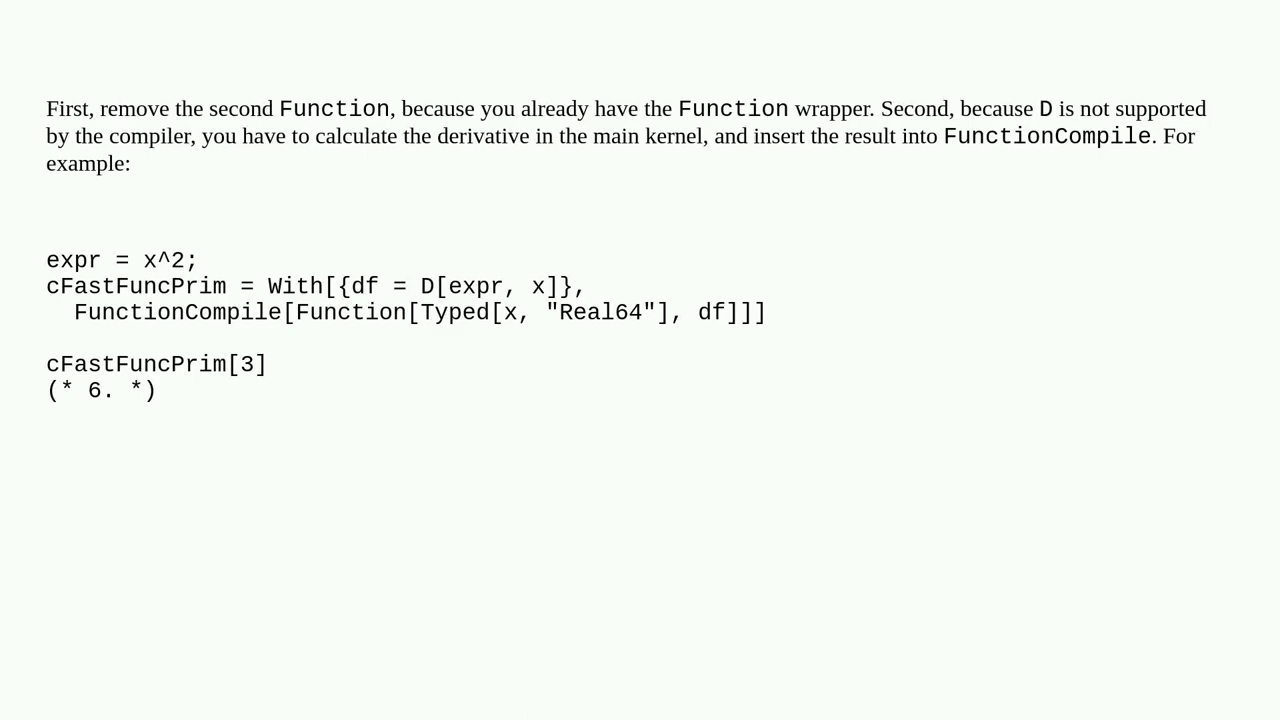 First, remove the second Function, because you already have the Function wrapper. Second, because D is not supported
by the compiler, you have to calculate the derivative in the main kernel, and insert the result into FunctionCompile. For
example:
expr = x^2;
cFastFuncPrim = With[{df = D[expr, x]},
  FunctionCompile[Function[Typed[x, "Real64"], df]]]
cFastFuncPrim[3]
(* 6. *)